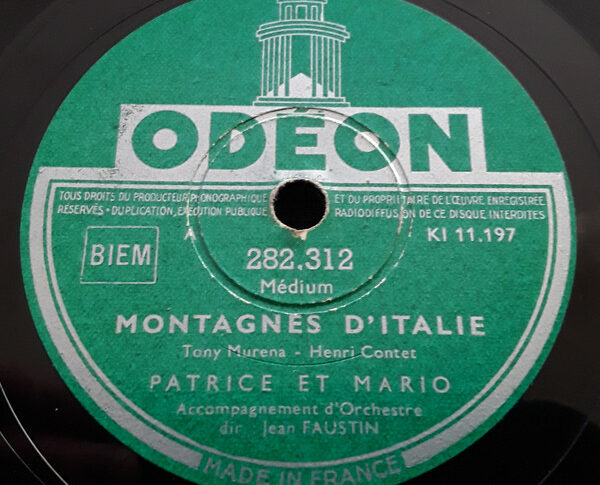 ODEON
TOUS DROITS DU PRODUCTEUR PHONOGRAPHIQUE ET DU PROPRIETAIRE DE L'ŒUVRE ENREGISTRÉE
RÉSERVÉS • DUPLICATION, EXÉCUTION PUBLIQUE RADIODIFFUSION DE CE DISQUE INTERDITES
A
KI 11.197
BIEM
282.312
Médium
MONTAGNES D'ITALIE
Tony Murena - Henri Contet
PATRICE ET MARIO
Accompagnement d'Orchestre
dir : Jean FAUSTIN
MADE IN FRANCE